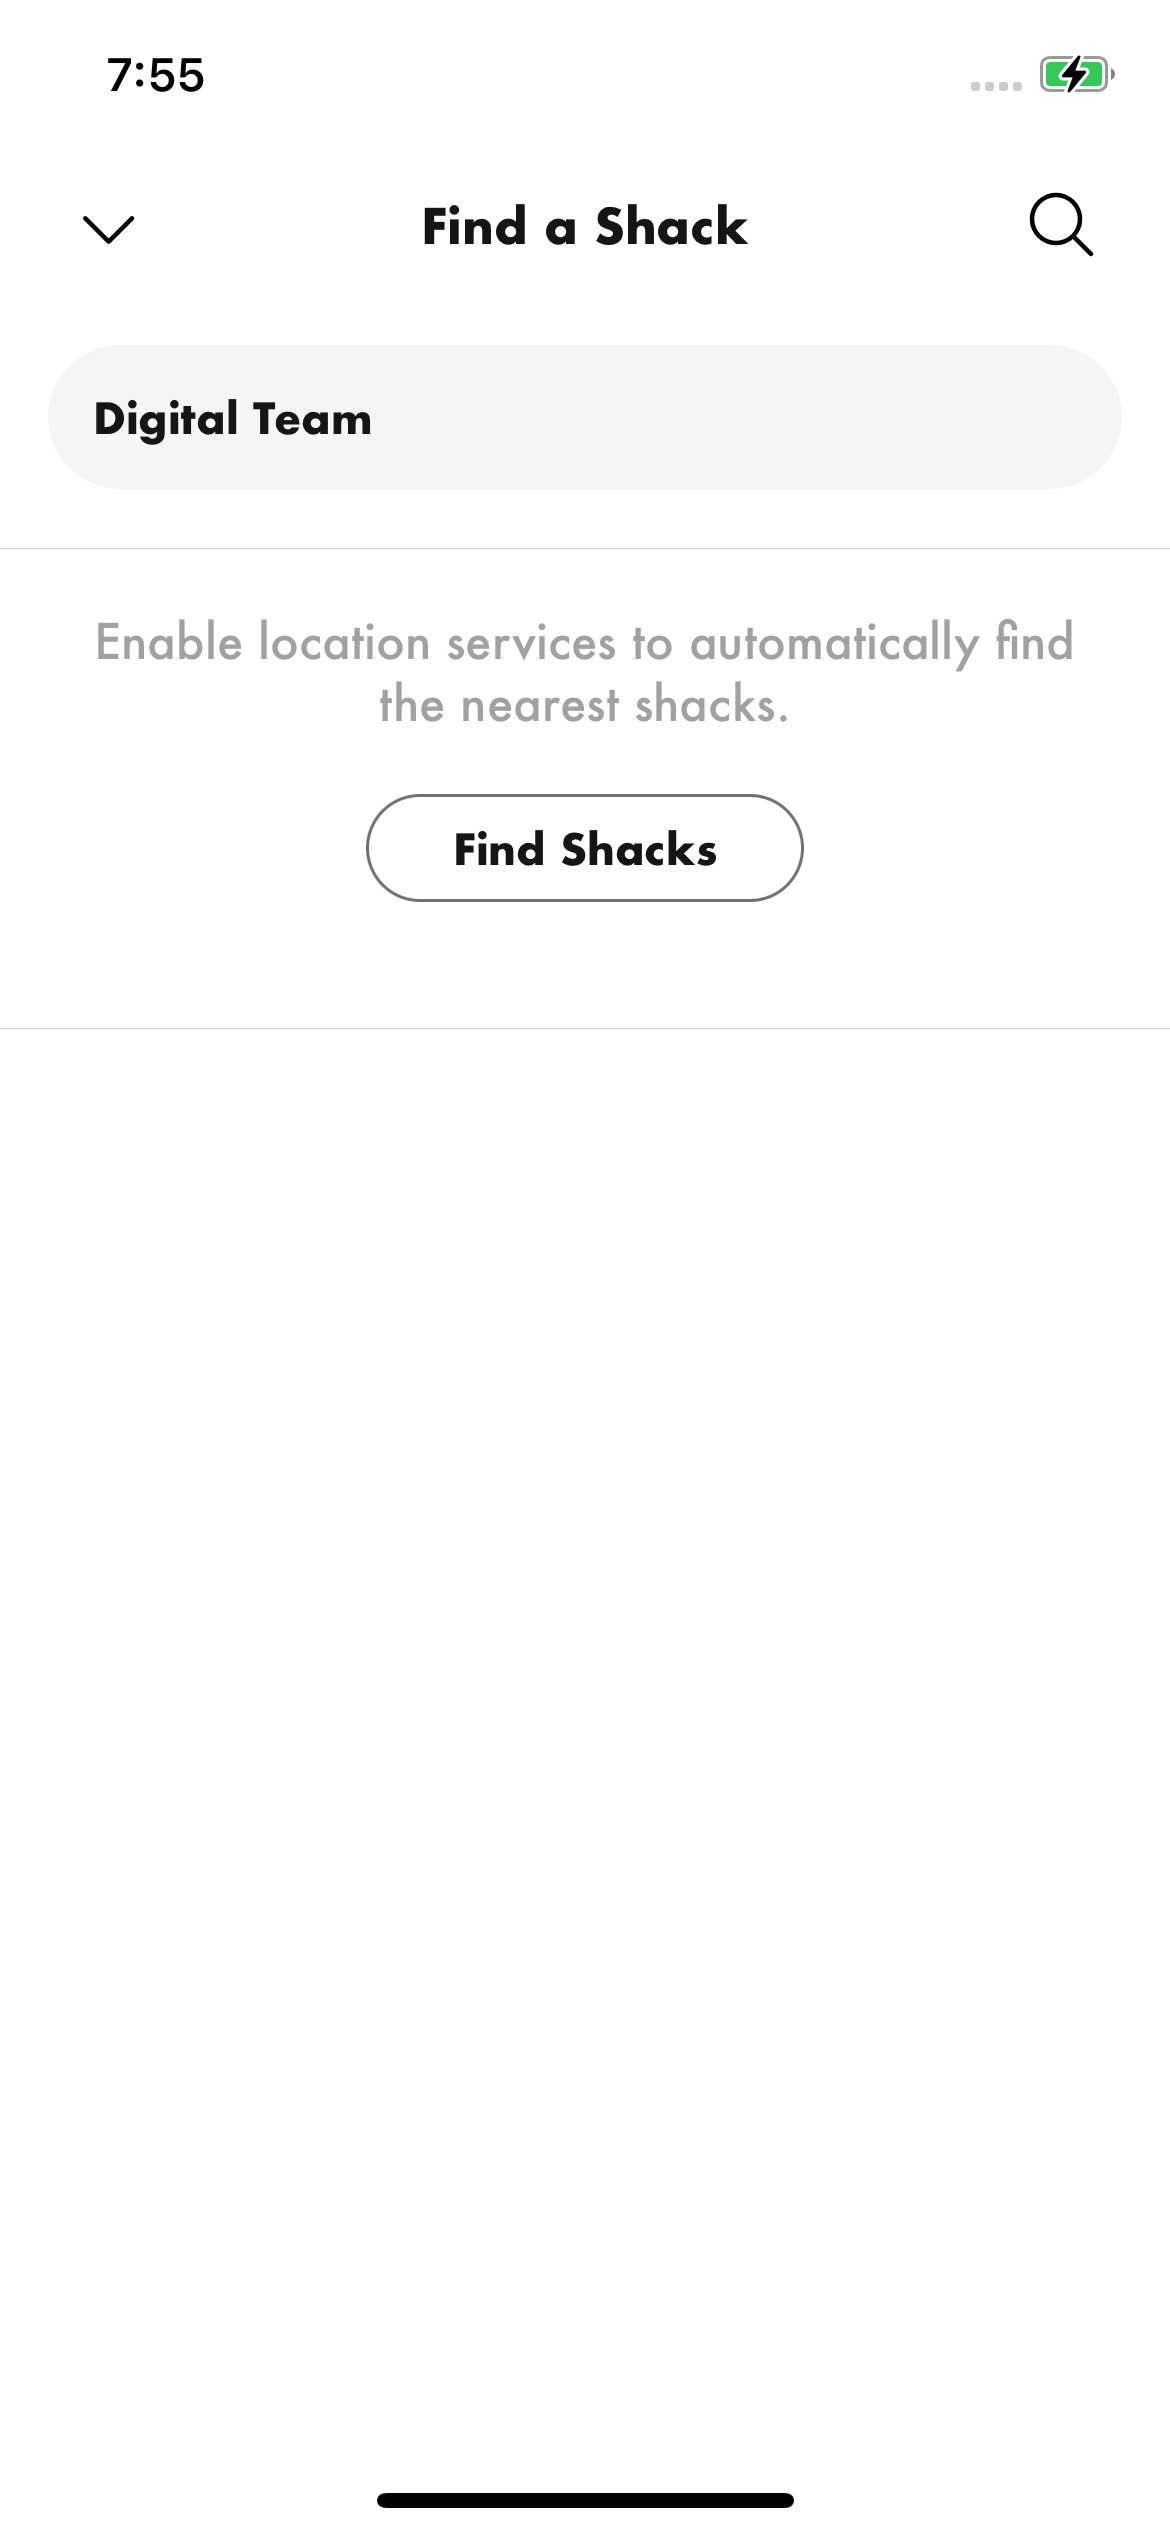 7:55
Find a Shack
Digital Team
Enable location services to automatically find
the nearest shacks.
Find Shacks